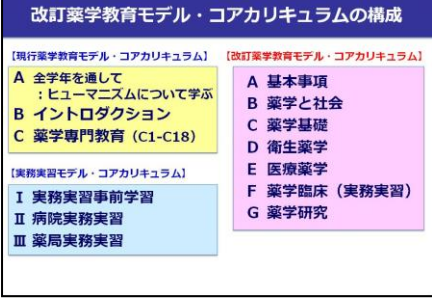 改訂薬学教育モデル・コアカリキュラムの構成
【現行薬学教育モデル・コアカリキュラム】
A 全学年を通して
：ヒューマニズムについて学ぶ
B イントロダクション
C 薬学専門教育（C1-C18）
【実務実習モデル・コアカリキュラム】
Ⅰ 実務実習事前学習
Ⅱ 病院実務実習
Ⅲ 薬局実務実習
【改訂薬学教育モデル・コアカリキュラム】
A 基本事項
B 薬学と社会
C 薬学基礎
D 衛生薬学
E 医療薬学
F 薬学臨床（実務実習）
G 薬学研究